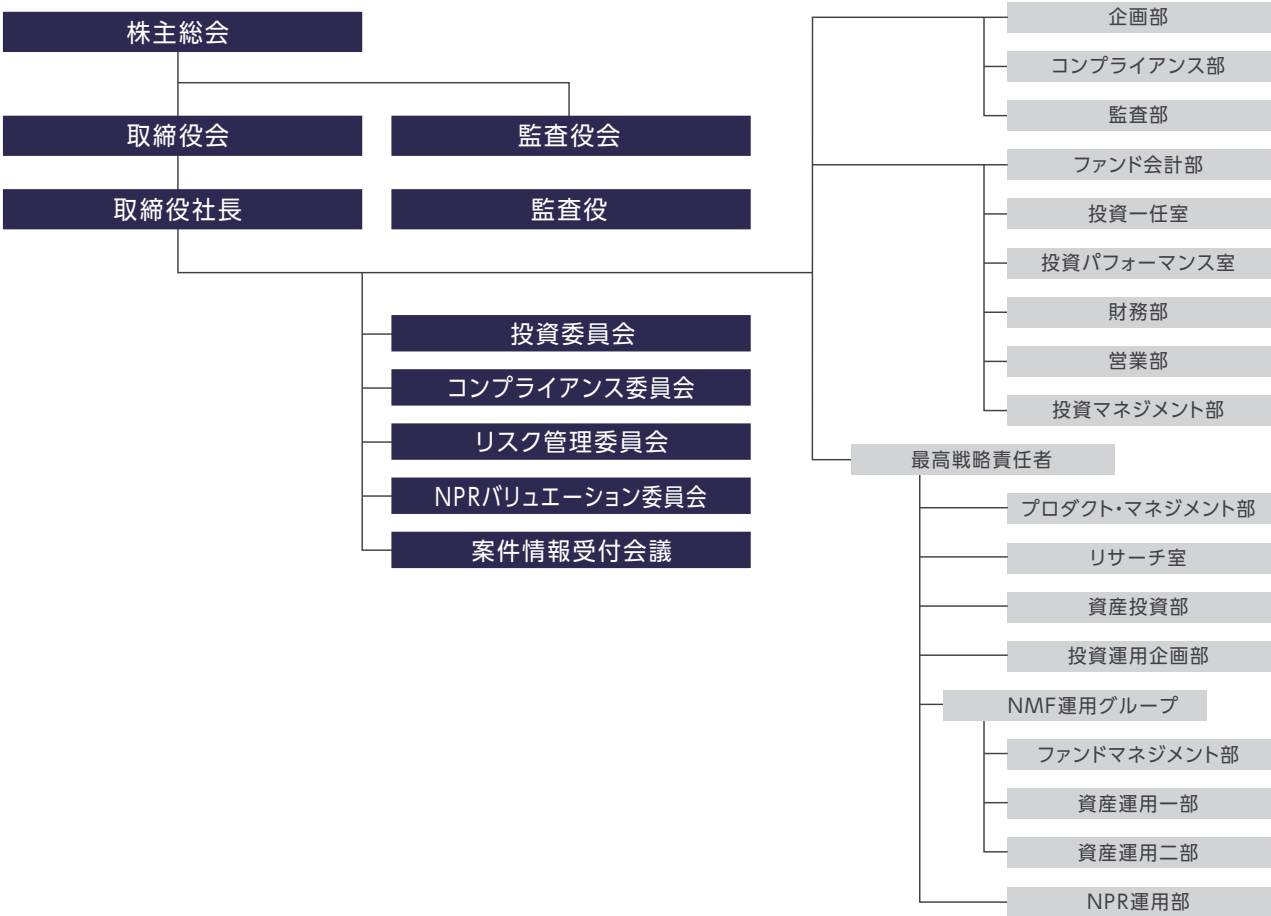 株主総会
取締役会
監査役会
取締役社長
監査役
投資委員会
コンプライアンス委員会
リスク管理委員会
NPRバリュエーション委員会
案件情報受付会議
企画部
コンプライアンス部
監査部
ファンド会計部
投資一任室
投資パフォーマンス室
財務部
営業部
投資マネジメント部
最高戦略責任者
プロダクト・マネジメント部
リサーチ室
資産投資部
投資運用企画部
NMF運用グループ
ファンドマネジメント部
資産運用一部
資産運用二部
NPR運用部